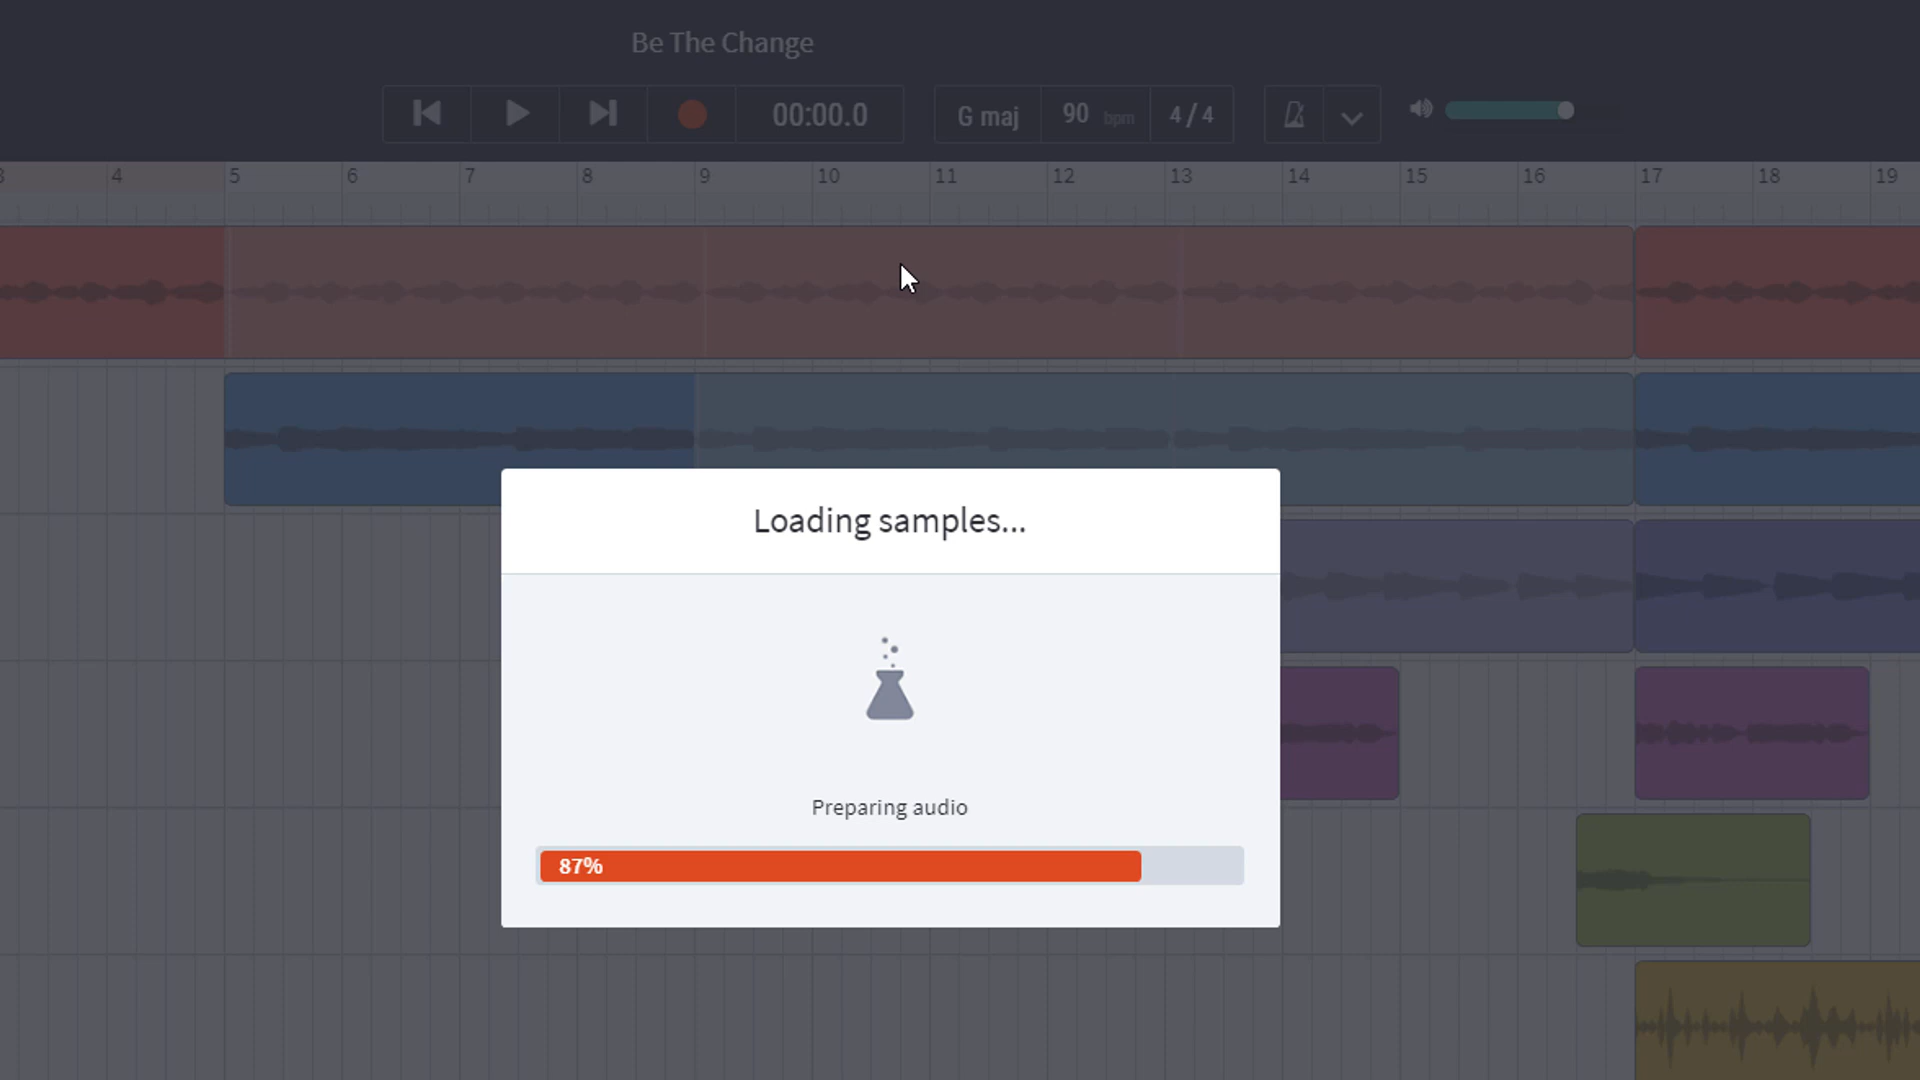 Be The Change
00:00.0
G maj
90 bpm
4 / 4
3 4 5 6 7 8 9 10 11 12 13 14 15 16 17 18 19
Loading samples...
Preparing audio
87%